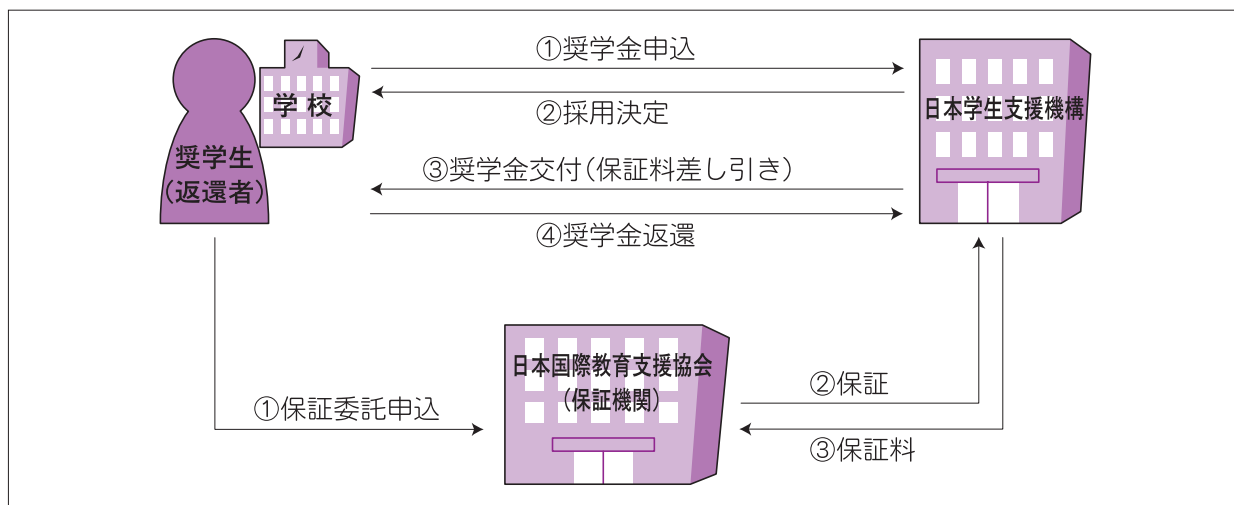 ①奨学金申込
学校
②採用決定
日本学生支援機構
奨学生
(返還者)
③奨学金交付(保証料差し引き)
④奨学金返還
日本国際教育支援協会
(保証機関)
①保証委託申込
②保証
③保証料